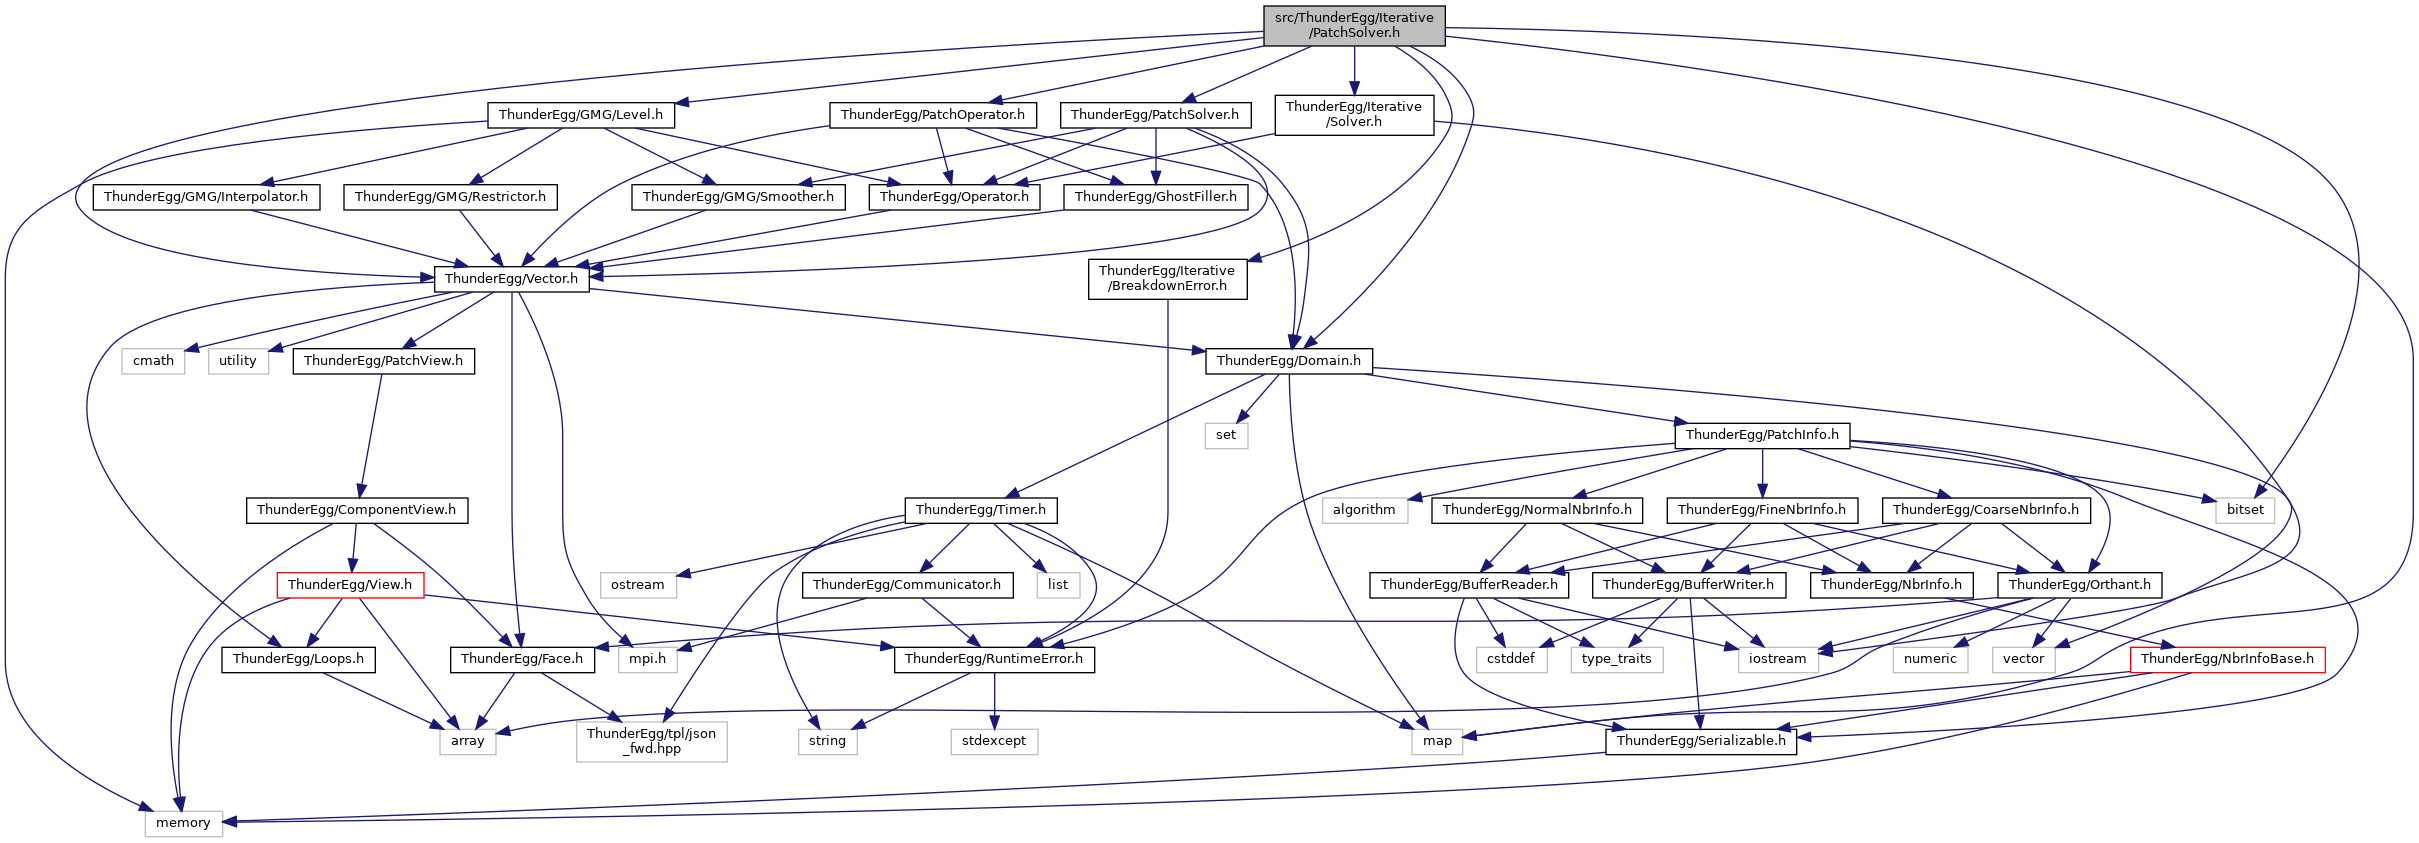 src/ThunderEgg/Iterative
/PatchSolver.h
ThunderEgg/GMG/Level.h
ThunderEgg/PatchOperator.h
ThunderEgg/PatchSolver.h
ThunderEgg/Iterative
/Solver.h
ThunderEgg/GMG/Interpolator.h
ThunderEgg/GMG/Restrictor.h
ThunderEgg/GMG/Smoother.h
ThunderEgg/Operator.h
ThunderEgg/GhostFiller.h
ThunderEgg/Vector.h
ThunderEgg/Iterative
/BreakdownError.h
cmath
utility
ThunderEgg/PatchView.h
ThunderEgg/Domain.h
set
ThunderEgg/PatchInfo.h
ThunderEgg/ComponentView.h
ThunderEgg/Timer.h
algorithm
ThunderEgg/NormalNbrInfo.h
ThunderEgg/FineNbrInfo.h
ThunderEgg/CoarseNbrInfo.h
bitset
ThunderEgg/View.h
ostream
ThunderEgg/Communicator.h
list
ThunderEgg/BufferReader.h
ThunderEgg/BufferWriter.h
ThunderEgg/NbrInfo.h
ThunderEgg/Orthant.h
ThunderEgg/Loops.h
ThunderEgg/Face.h
mpi.h
ThunderEgg/RuntimeError.h
cstddef
type_traits
iostream
numeric
vector
ThunderEgg/NbrInfoBase.h
array
ThunderEgg/tpl/json
_fwd.hpp
string
stdexcept
map
ThunderEgg/Serializable.h
memory